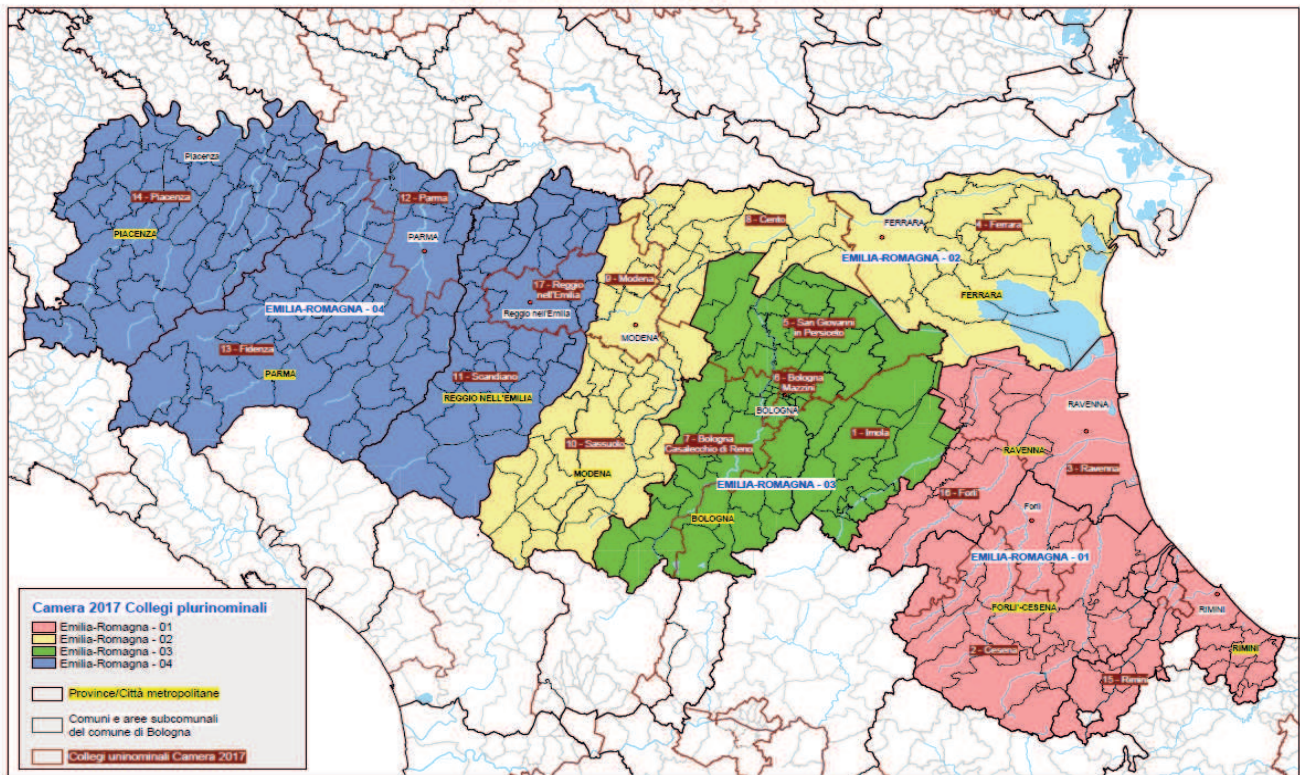 Piacenza
14 - Piacenza
12 - Parma
PIACENZA
PARMA
8 - Cento
FERRARA
4 - Ferrara
EMILIA-ROMAGNA - 02
17 - Reggio
nell'Emilia
9 - Modena
FERRARA
EMILIA-ROMAGNA - 04
Reggio nell'Emilia
5 - San Giovanni
in Persiceto
MODENA
13 - Fidenza
PARMA
11 - Scandiano
6 - Bologna
Mazzini
REGGIO NELL'EMILIA
BOLOGNA
RAVENNA
10 - Sassuolo
7 - Bologna
Casalecchio di Reno
1 - Imola
RAVENNA
MODENA
3 - Ravenna
EMILIA-ROMAGNA - 03
16 - Forlì
BOLOGNA
Forlì
EMILIA-ROMAGNA - 01
FORLI'-CESENA
RIMINI
2 - Cesena
RIMINI
15 - Rimini
Camera 2017 Collegi plurinominali
Emilia-Romagna - 01
Emilia-Romagna - 02
Emilia-Romagna - 03
Emilia-Romagna - 04
Province/Città metropolitane
Comuni e aree subcomunali
del comune di Bologna
Collegi uninominali Camera 2017